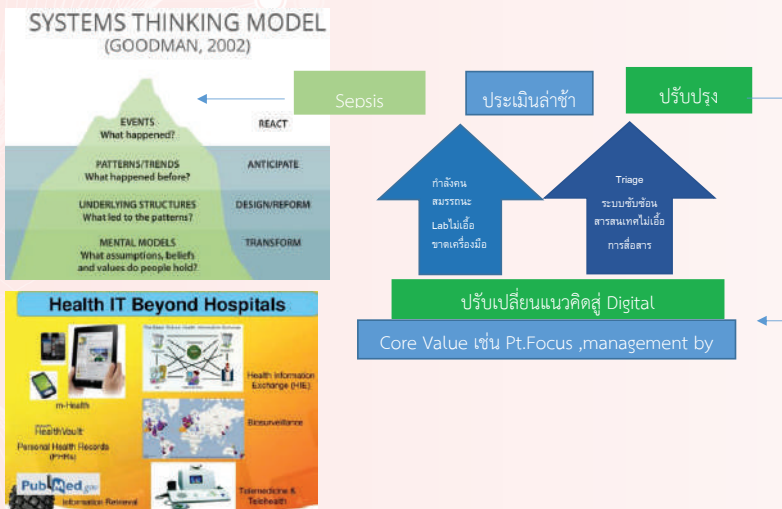 SYSTEMS THINKING MODEL
(GOODMAN, 2002)
EVENTS
What happened?
REACT
PATTERNS/TRENDS
What happened before?
ANTICIPATE
UNDERLYING STRUCTURES
What led to the patterns?
DESIGN/REFORM
MENTAL MODELS
What assumptions, beliefs
and values do people hold?
TRANSFORM
Sepsis
ประเมินล่าช้า
ปรับปรุง
กำลังคน
สมรรถนะ
Labไม่เอื้อ
ขาดเครื่องมือ
Triage
ระบบซับซ้อน
สารสนเทศไม่เอื้อ
การสื่อสาร
ปรับเปลี่ยนแนวคิดสู่ Digital
Core Value เช่น Pt.Focus ,management by
Health IT Beyond Hospitals
m-Health
Health Information
Exchange (HIE)
HealthVault
Biosurveillance
Personal Health Records
(PHRs)
PubMed.gov
Information Retrieval
Telemedicine &
Telehealth